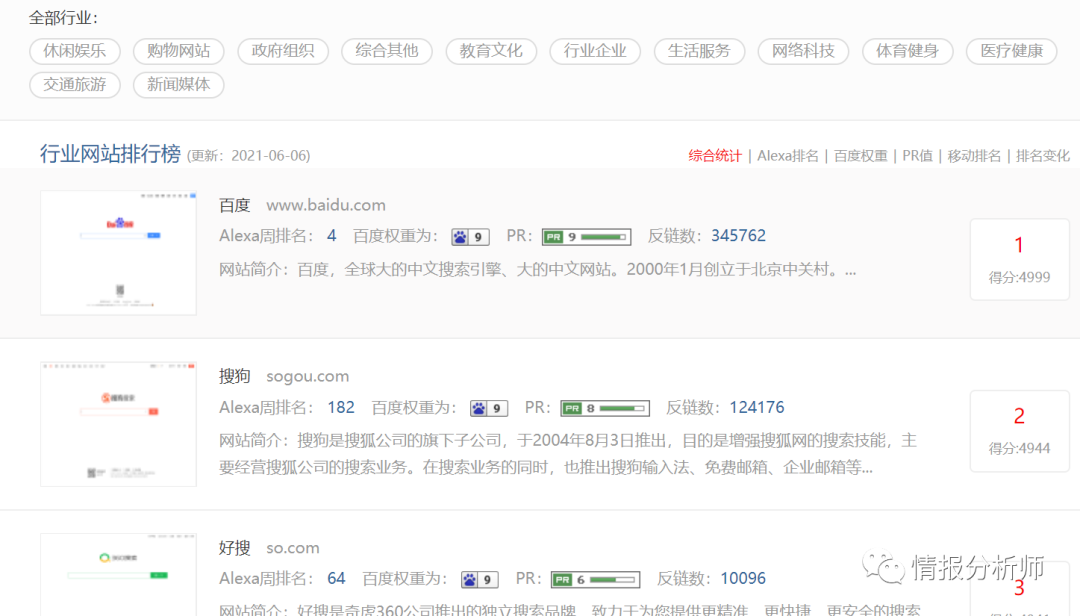 全部行业：
休闲娱乐 购物网站 政府组织 综合其他 教育文化 行业企业 生活服务 网络科技 体育健身 医疗健康
交通旅游 新闻媒体
行业网站排行榜 (更新：2021-06-06) 综合统计 | Alexa排名 | 百度权重 | PR值 | 移动排名 | 排名变化
百度 www.baidu.com
Alexa周排名： 4 百度权重为： 9 PR： PR 9 反链数：345762
网站简介：百度，全球大的中文搜索引擎、大的中文网站。2000年1月创立于北京中关村。...
1
得分:4999
搜狗 sogou.com
Alexa周排名： 182 百度权重为： 9 PR： PR 8 反链数：124176
网站简介：搜狗是搜狐公司的旗下子公司，于2004年8月3日推出，目的是增强搜狐网的搜索技能，主
要经营搜狐公司的搜索业务。在搜索业务的同时，也推出搜狗输入法、免费邮箱、企业邮箱等...
2
得分:4944
好搜 so.com
Alexa周排名： 64 百度权重为： 9 PR： PR 6 反链数：10096
网站简介：好搜是奇虎360公司推出的独立搜索品牌，致力于为您提供更精准、更快捷、更安全的搜索
3
情报分析师